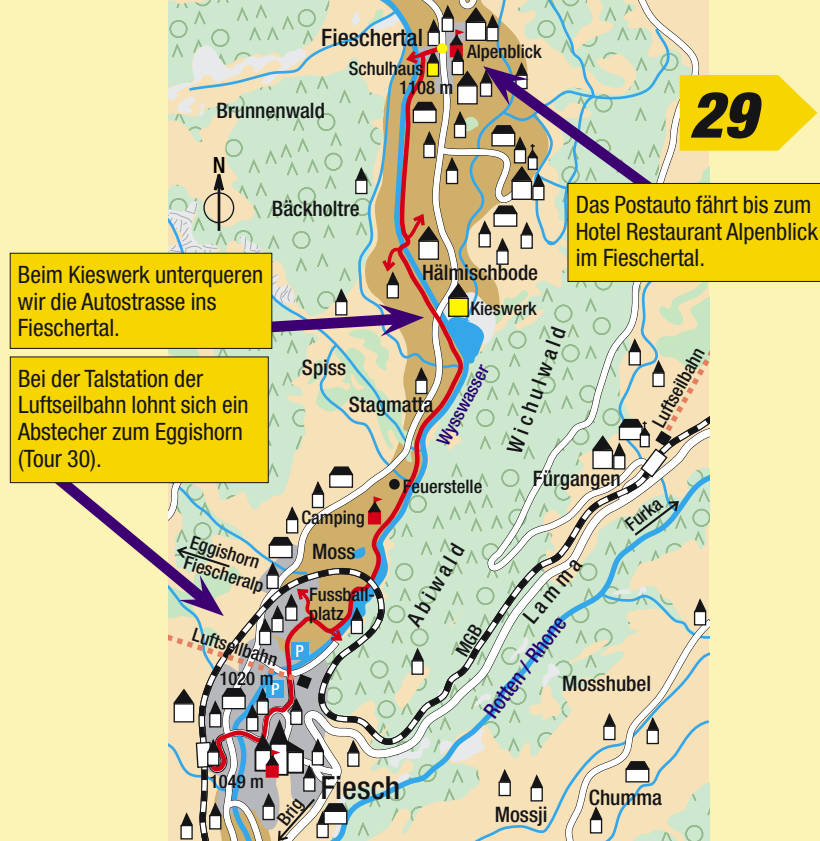 Fieschertal
Alpenblick
Schulhaus
1108 m
29
Brunnenwald
N
Bäckholtre
Das Postauto fährt bis zum
Hotel Restaurant Alpenblick
im Fieschertal.
Beim Kieswerk unterqueren
wir die Autostrasse ins
Fieschertal.
Hälmischbode
Kieswerk
Bei der Talstation der
Luftseilbahn lohnt sich ein
Abstecher zum Eggishorn
(Tour 30).
Spiss
Stagmatta
Wysswasser
Wichulwald
Luftseilbahn
Feuerstelle
Fürgangen
Camping
Furka
Eggishorn
Fiescheralp
Moss
Abiwald
Fussball-
platz
Lamma
MGB
Luftseilbahn
P
1020 m
P
Rotten / Rhone
Mosshubel
1049 m
Fiesch
Brig
Chumma
Mossji